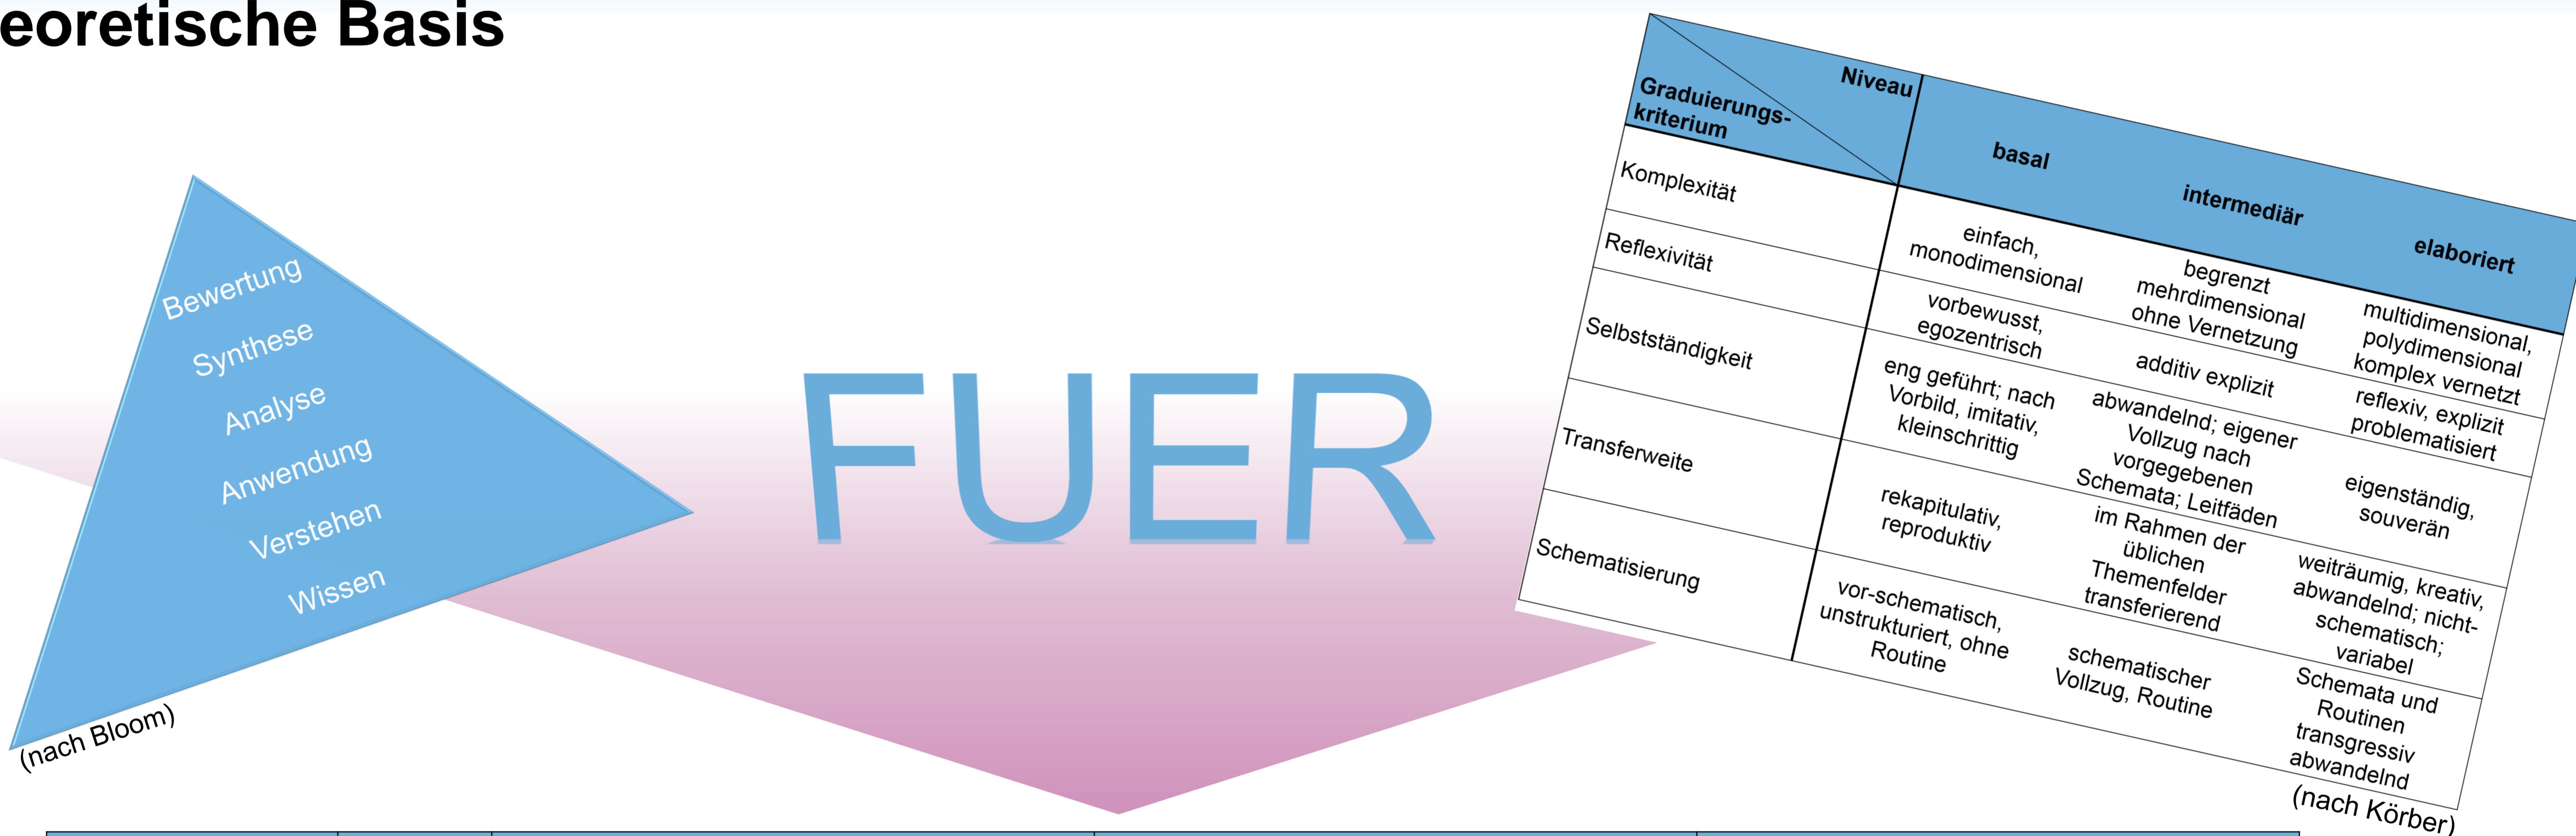 eoretische Basis
Bewertung
Synthese
Analyse
Anwendung
Verstehen
Wissen
(nach Bloom)
FUER
Niveau
Graduierungs-
kriterium
basal
intermediär
elaboriert
Komplexität
einfach,
monodimensional
begrenzt
mehrdimensional
ohne Vernetzung
multidimensional,
polydimensional
komplex vernetzt
Reflexivität
vorbewusst,
egozentrisch
additiv explizit
reflexiv, explizit
problematisiert
Selbstständigkeit
eng geführt; nach
Vorbild, imitativ,
kleinschrittig
abwandelnd; eigener
Vollzug nach
vorgegebenen
Schemata; Leitfäden
eigenständig,
souverän
Transferweite
rekapitulativ,
reproduktiv
im Rahmen der
üblichen
Themenfelder
transferierend
weiträumig, kreativ,
abwandelnd; nicht-
schematisch;
variabel
Schematisierung
vor-schematisch,
unstrukturiert, ohne
Routine
schematischer
Vollzug, Routine
Schemata und
Routinen
transgressiv
abwandelnd
(nach Körber)